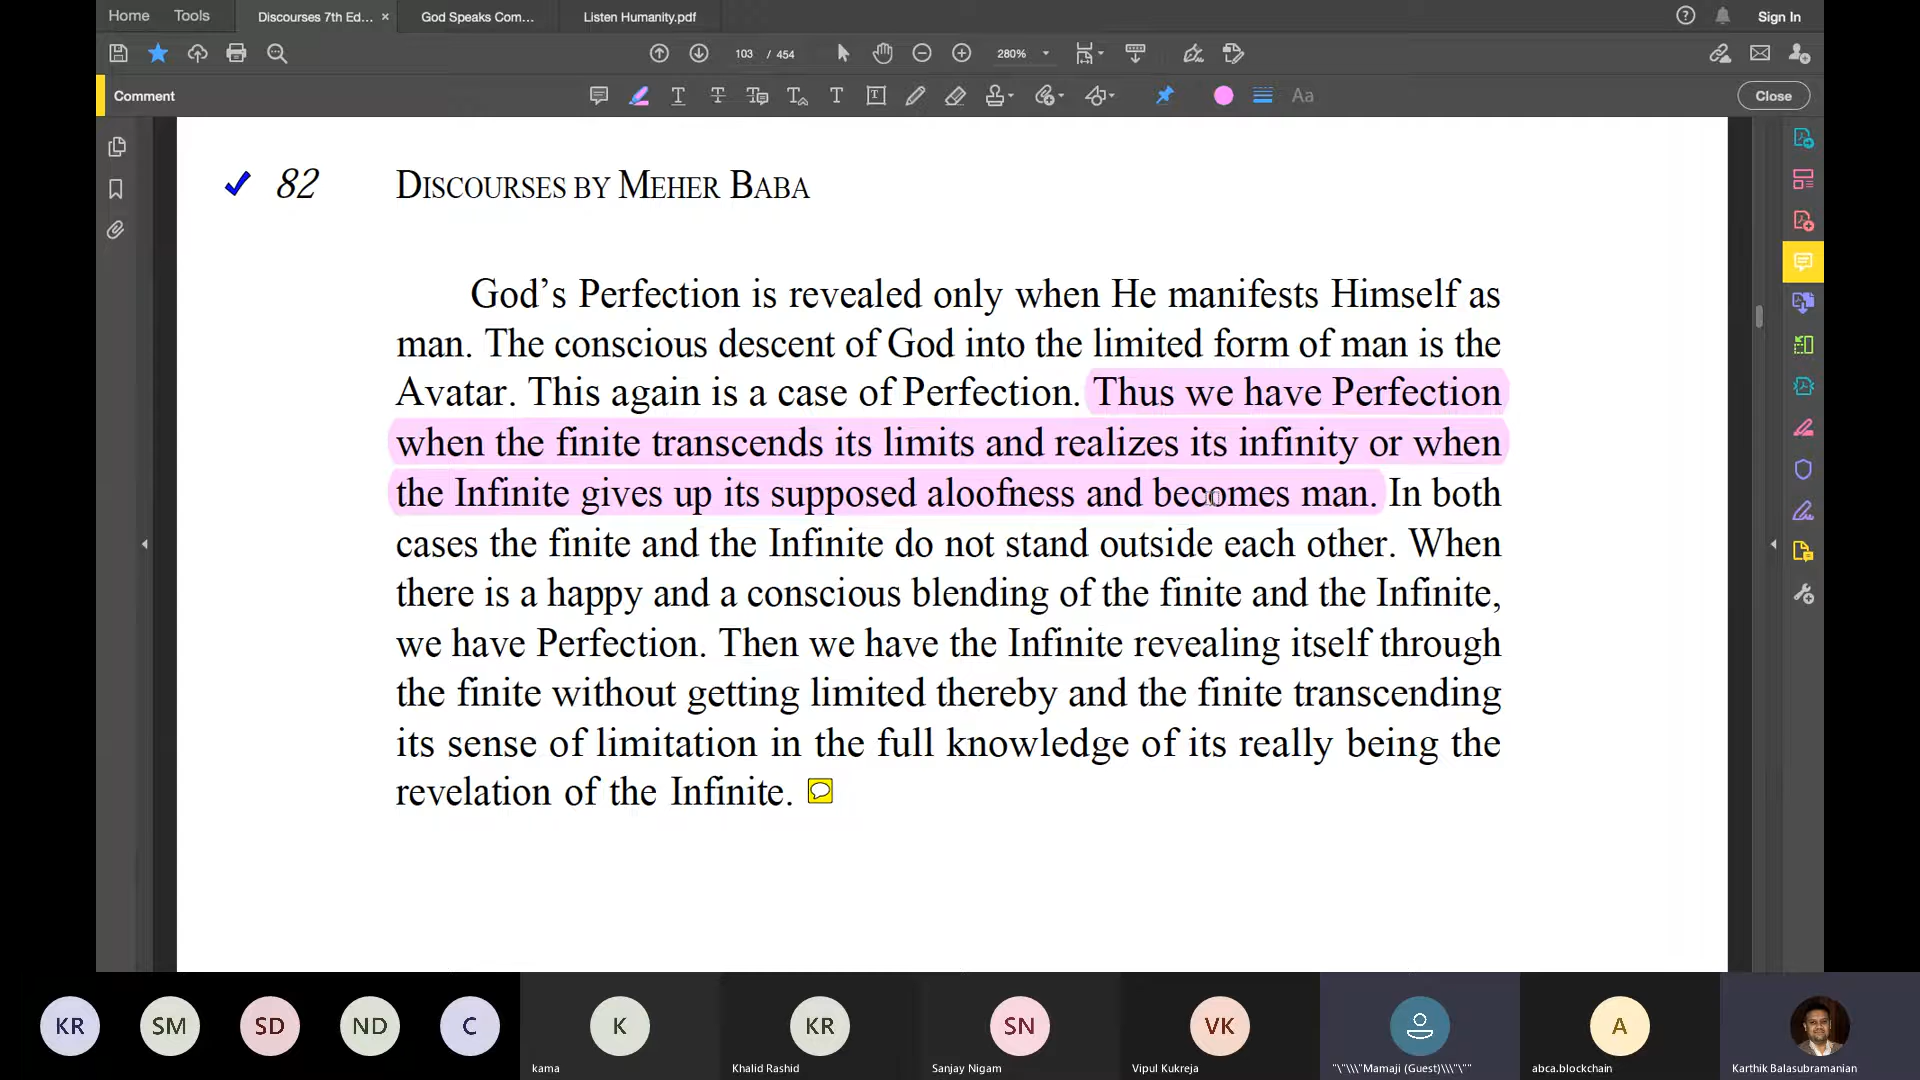 Home Tools Discourses 7th Ed... × God Speaks Com... Listen Humanity.pdf Sign In
103 / 454 280%
Comment Aa Close
82 DISCOURSES BY MEHER BABA
God’s Perfection is revealed only when He manifests Himself as
man. The conscious descent of God into the limited form of man is the
Avatar. This again is a case of Perfection. Thus we have Perfection
when the finite transcends its limits and realizes its infinity or when
the Infinite gives up its supposed aloofness and becomes man. In both
cases the finite and the Infinite do not stand outside each other. When
there is a happy and a conscious blending of the finite and the Infinite,
we have Perfection. Then we have the Infinite revealing itself through
the finite without getting limited thereby and the finite transcending
its sense of limitation in the full knowledge of its really being the
revelation of the Infinite.
KR SM SD ND C K KR SN VK A
kama Khalid Rashid Sanjay Nigam Vipul Kukreja "\"\\\"Mamaji (Guest)\\\"\"" abca.blockchain Karthik Balasubramanian